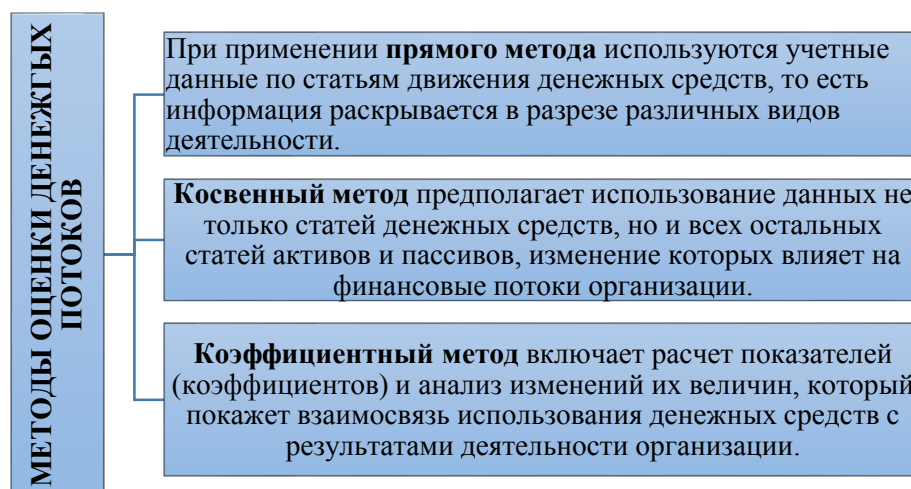 МЕТОДЫ ОЦЕНКИ ДЕНЕЖГЫХ
ПОТОКОВ
При применении прямого метода используются учетные
данные по статьям движения денежных средств, то есть
информация раскрывается в разрезе различных видов
деятельности.
Косвенный метод предполагает использование данных не
только статей денежных средств, но и всех остальных
статей активов и пассивов, изменение которых влияет на
финансовые потоки организации.
Коэффициентный метод включает расчет показателей
(коэффициентов) и анализ изменений их величин, который
покажет взаимосвязь использования денежных средств с
результатами деятельности организации.